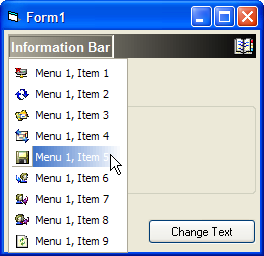 Form1
Information Bar
Menu 1, Item 1
Menu 1, Item 2
Menu 1, Item 3
Menu 1, Item 4
Menu 1, Item
Menu 1, Item 6
Menu 1, Item 7
Menu 1, Item 8
Menu 1, Item 9
Change Text